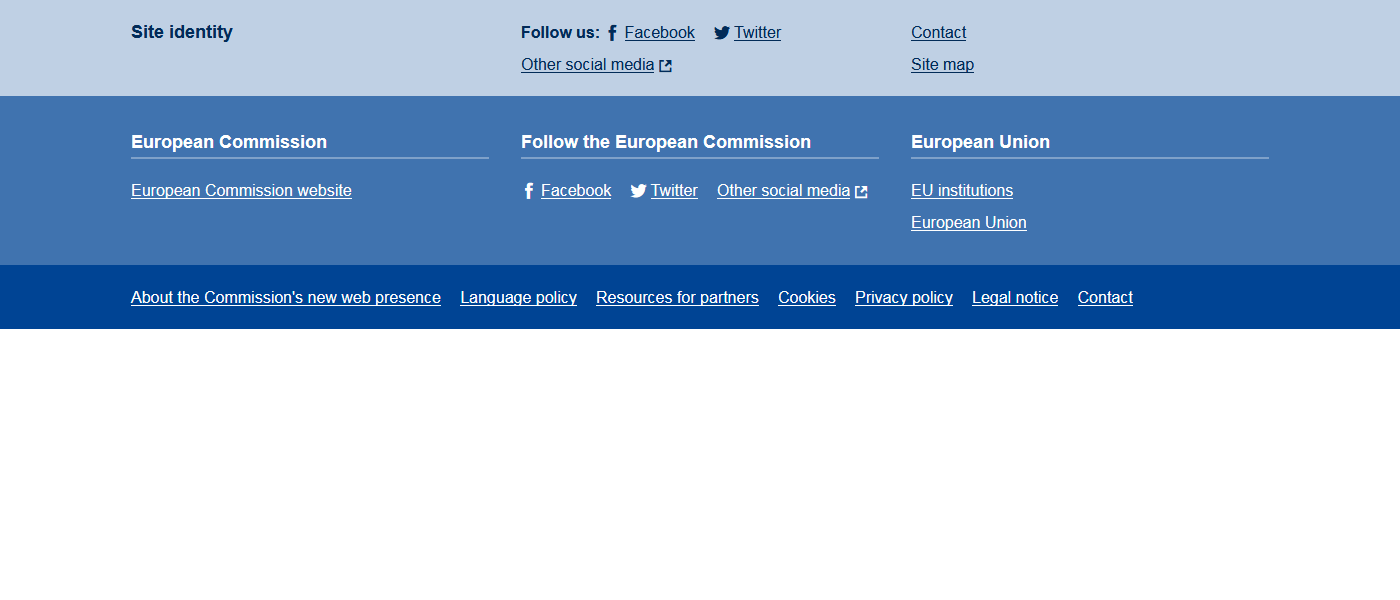 Site identity
Follow us: Facebook Twitter
Other social media
Contact
Site map
European Commission
European Commission website
Follow the European Commission
Facebook Twitter Other social media
European Union
EU institutions
European Union
About the Commission's new web presence Language policy Resources for partners Cookies Privacy policy Legal notice Contact